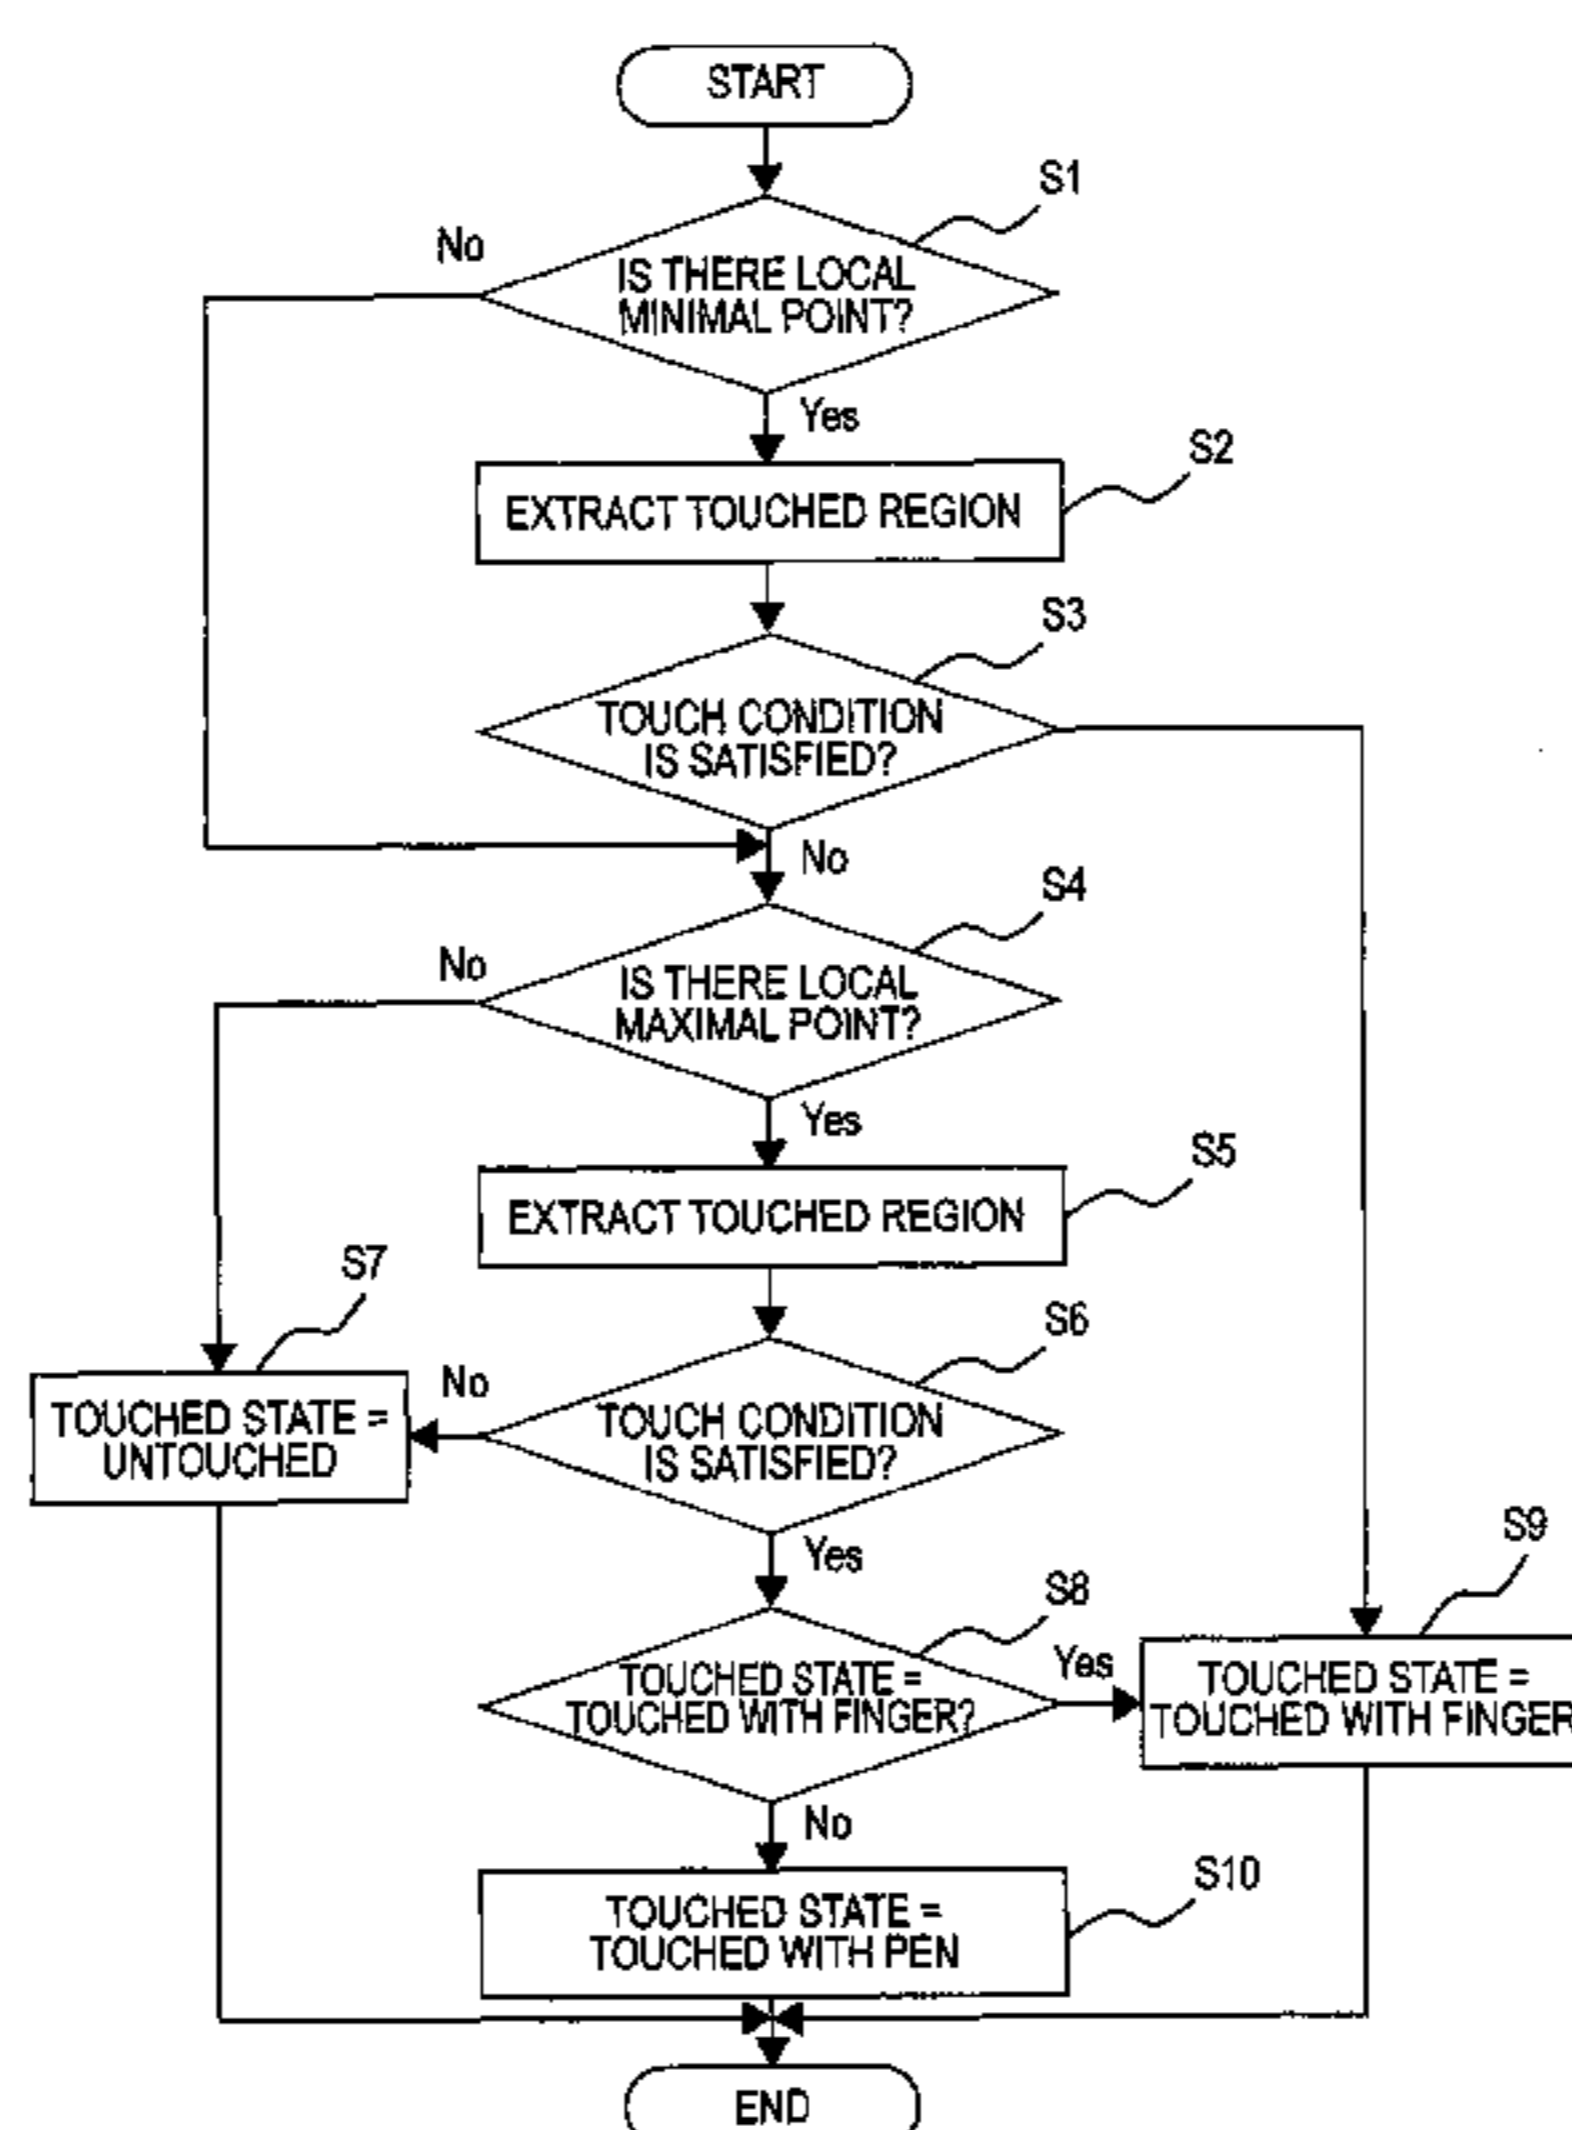 START
S1
No
IS THERE LOCAL
MINIMAL POINT?
Yes
S2
EXTRACT TOUCHED REGION
S3
TOUCH CONDITION
IS SATISFIED?
No
S4
No
IS THERE LOCAL
MAXIMAL POINT?
Yes
S5
EXTRACT TOUCHED REGION
S7
S6
No
TOUCHED STATE =
UNTOUCHED
TOUCH CONDITION
IS SATISFIED?
Yes
S9
S8
Yes
TOUCHED STATE =
TOUCHED WITH FINGER?
TOUCHED STATE =
TOUCHED WITH FINGER
No
S10
TOUCHED STATE =
TOUCHED WITH PEN
END